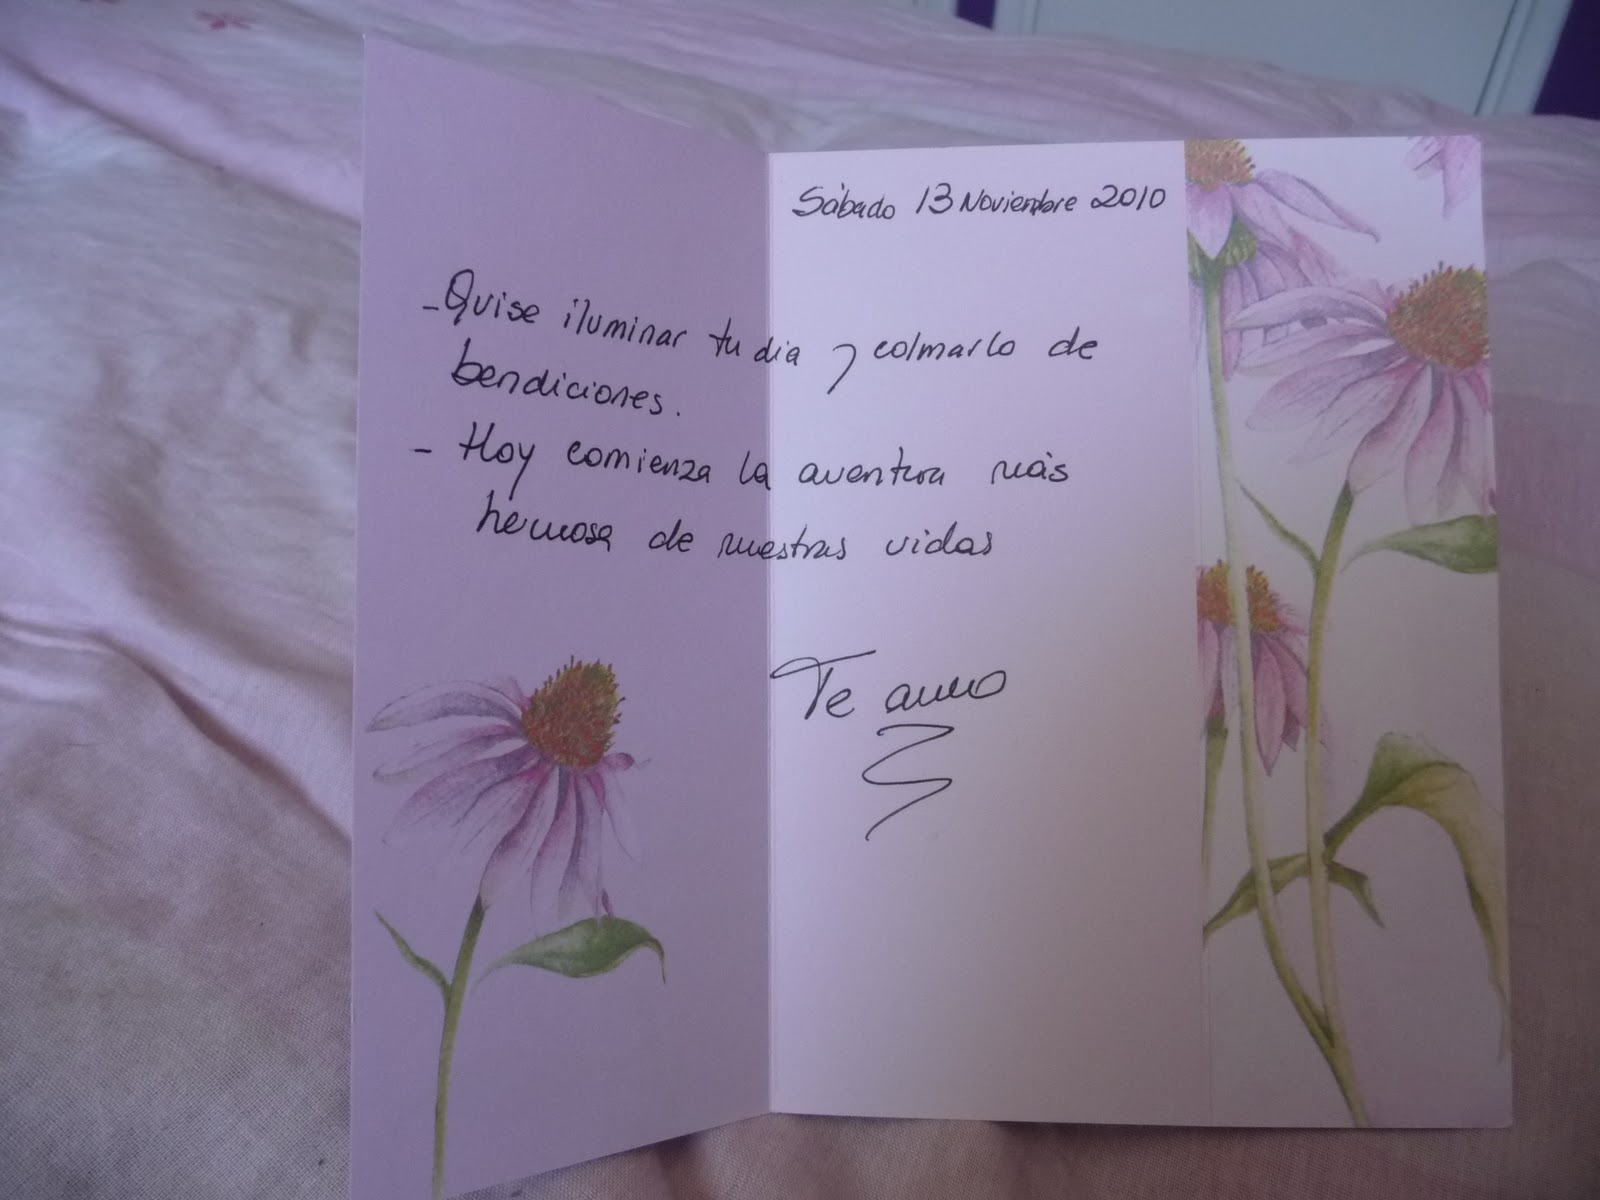 Sábado 13 Noviembre 2010
- Quise iluminar tu dia y colmarlo de
bendiciones.
- Hoy comienza la aventura más
hermosa de nuestras vidas
Te amo